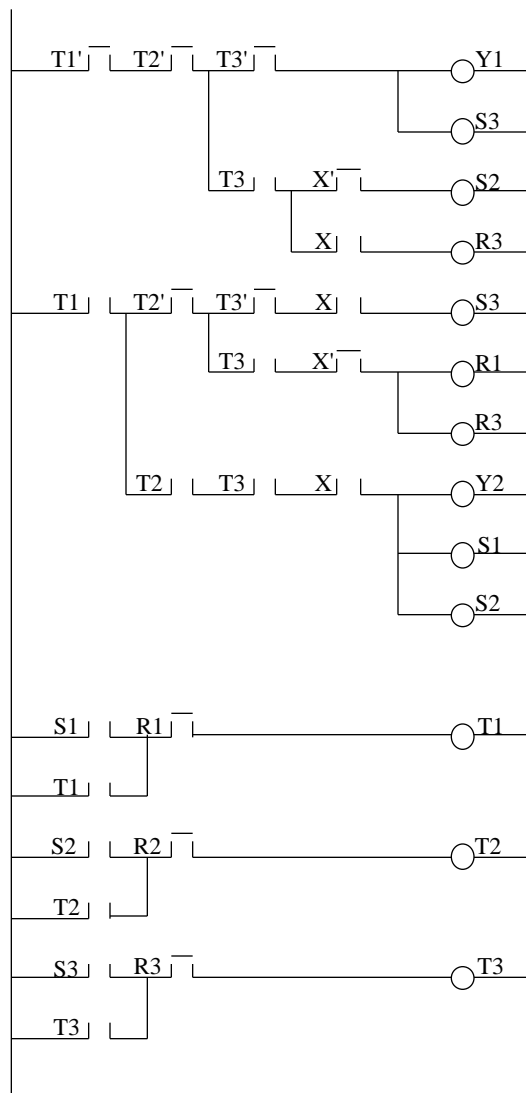 T1' T2' T3' Y1
S3
T3 X' S2
X R3
T1 T2' T3' X S3
T3 X' R1
R3
T2 T3 X Y2
S1
S2
S1 R1 T1
T1
S2 R2 T2
T2
S3 R3 T3
T3